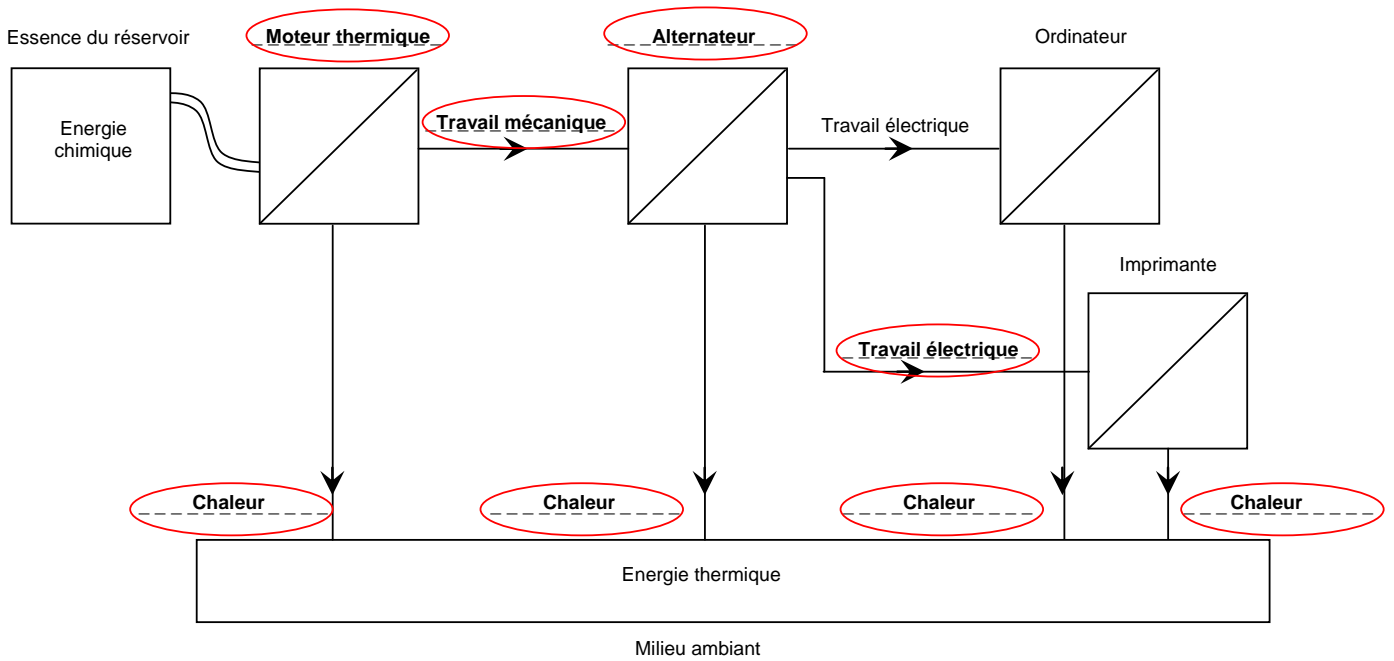 Essence du réservoir
Moteur thermique
Alternateur
Ordinateur
Energie
chimique
Travail mécanique
Travail électrique
Imprimante
Travail électrique
Chaleur
Chaleur
Chaleur
Chaleur
Energie thermique
Milieu ambiant